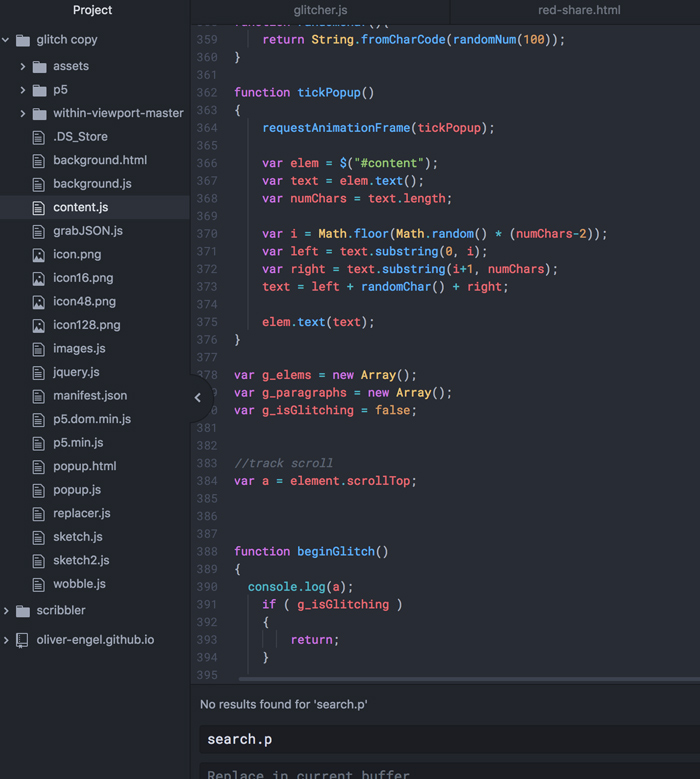 Project
glitcher.js
red-share.html
glitch copy
assets
p5
within-viewport-master
.DS_Store
background.html
background.js
content.js
grabJSON.js
icon.png
icon16.png
icon48.png
icon128.png
images.js
jquery.js
manifest.json
p5.dom.min.js
p5.min.js
popup.html
popup.js
replacer.js
sketch.js
sketch2.js
wobble.js
scribbler
oliver-engel.github.io
359 return String.fromCharCode(randomNum(100));
360 }
361
362 function tickPopup()
363 {
364 requestAnimationFrame(tickPopup);
365
366 var elem = $("#content");
367 var text = elem.text();
368 var numChars = text.length;
369
370 var i = Math.floor(Math.random() * (numChars-2));
371 var left = text.substring(0, i);
372 var right = text.substring(i+1, numChars);
373 text = left + randomChar() + right;
374
375 elem.text(text);
376 }
377
378 var g_elems = new Array();
var g_paragraphs = new Array();
var g_isGlitching = false;
381
382
383 //track scroll
384 var a = element.scrollTop;
385
386
387
388 function beginGlitch()
389 {
390 console.log(a);
391 if ( g_isGlitching )
392 {
393 return;
394 }
395
No results found for 'search.p'
search.p
Replace in current buffer